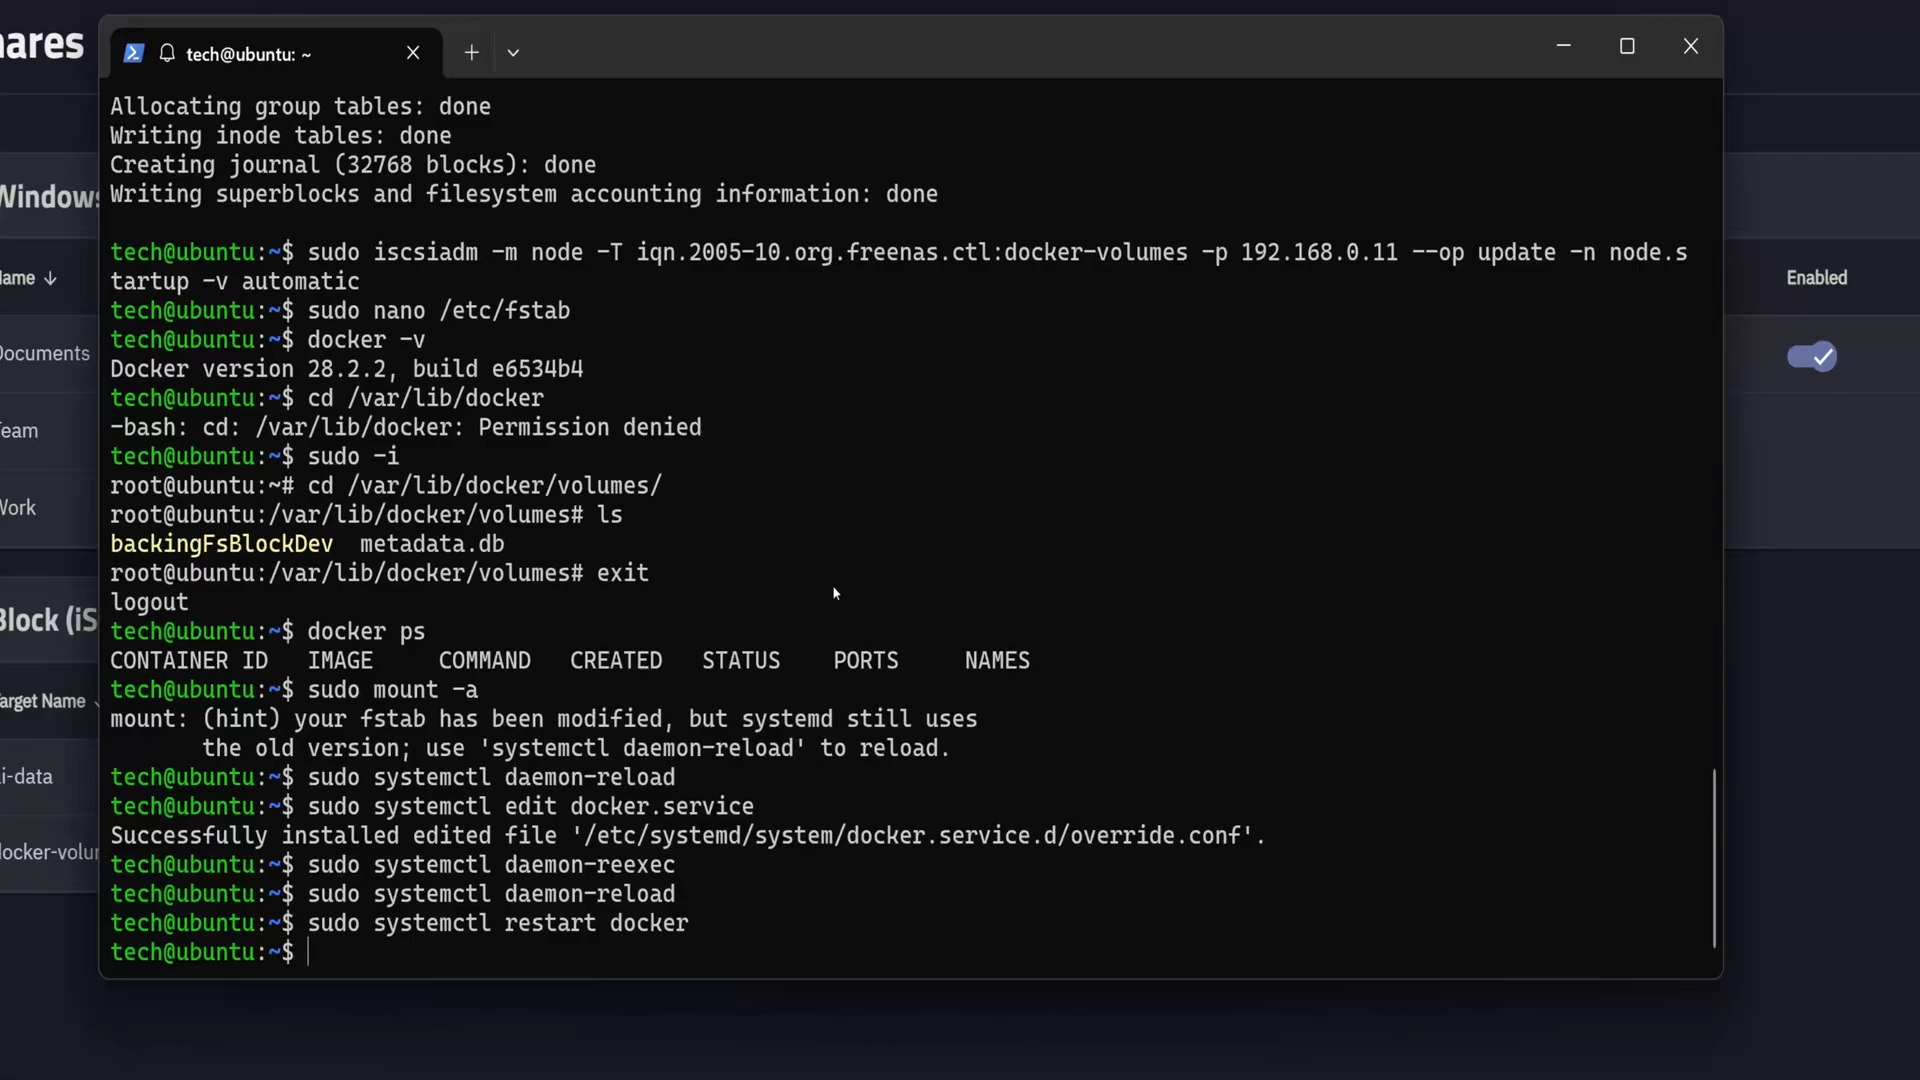 ares
tech@ubuntu: ~
Allocating group tables: done
Writing inode tables: done
Creating journal (32768 blocks): done
Writing superblocks and filesystem accounting information: done
tech@ubuntu:~$ sudo iscsiadm -m node -T iqn.2005-10.org.freenas.ctl:docker-volumes -p 192.168.0.11 --op update -n node.s
tartup -v automatic
tech@ubuntu:~$ sudo nano /etc/fstab
tech@ubuntu:~$ docker -v
Docker version 28.2.2, build e6534b4
tech@ubuntu:~$ cd /var/lib/docker
-bash: cd: /var/lib/docker: Permission denied
tech@ubuntu:~$ sudo -i
root@ubuntu:~# cd /var/lib/docker/volumes/
root@ubuntu:/var/lib/docker/volumes# ls
backingFsBlockDev  metadata.db
root@ubuntu:/var/lib/docker/volumes# exit
logout
tech@ubuntu:~$ docker ps
CONTAINER ID   IMAGE     COMMAND   CREATED   STATUS    PORTS     NAMES
tech@ubuntu:~$ sudo mount -a
mount: (hint) your fstab has been modified, but systemd still uses
       the old version; use 'systemctl daemon-reload' to reload.
tech@ubuntu:~$ sudo systemctl daemon-reload
tech@ubuntu:~$ sudo systemctl edit docker.service
Successfully installed edited file '/etc/systemd/system/docker.service.d/override.conf'.
tech@ubuntu:~$ sudo systemctl daemon-reexec
tech@ubuntu:~$ sudo systemctl daemon-reload
tech@ubuntu:~$ sudo systemctl restart docker
tech@ubuntu:~$
Windows
ame
Enabled
Documents
Team
Work
Block (iS
arget Name
i-data
docker-volu